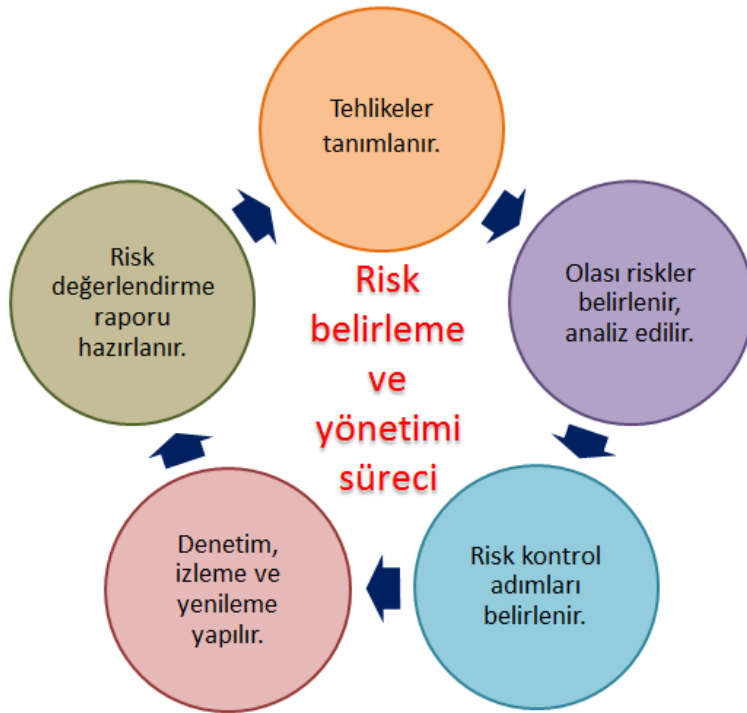 Tehlikeler
tanımlanır.
Olası riskler
belirlenir,
analiz edilir.
Risk kontrol
adımları
belirlenir.
Denetim,
izleme ve
yenileme
yapılır.
Risk
değerlendirme
raporu
hazırlanır.
Risk
belirleme
ve
yönetimi
süreci